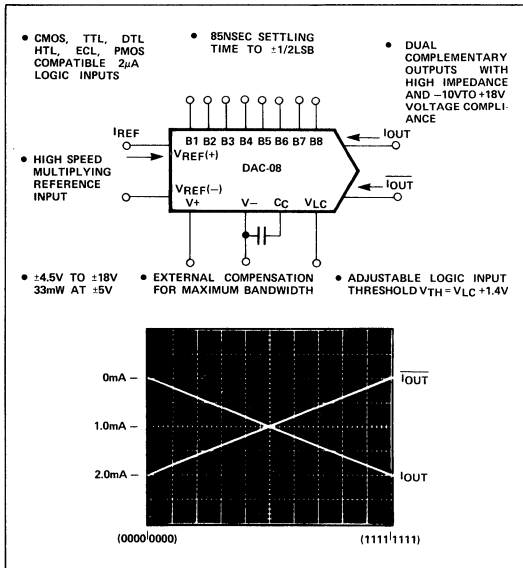 • CMOS, TTL, DTL
HTL, ECL, PMOS
COMPATIBLE 2μA
LOGIC INPUTS
• 85NSEC SETTLING
TIME TO ±1/2LSB
• DUAL
COMPLEMENTARY
OUTPUTS WITH
HIGH IMPEDANCE
AND –10VTO +18V
VOLTAGE COMPLI-
ANCE
IREF
B1 B2 B3 B4 B5 B6 B7 B8
IOUT
• HIGH SPEED
MULTIPLYING
REFERENCE
INPUT
VREF(+)
DAC-08
VREF(–)
I̅O̅U̅T̅
V+ V– CC VLC
• ±4.5V TO ±18V
33mW AT ±5V
• EXTERNAL COMPENSATION
FOR MAXIMUM BANDWIDTH
• ADJUSTABLE LOGIC INPUT
THRESHOLD VTH = VLC +1.4V
0mA –
I̅O̅U̅T̅
1.0mA –
2.0mA –
IOUT
(0000|0000)
(1111|1111)